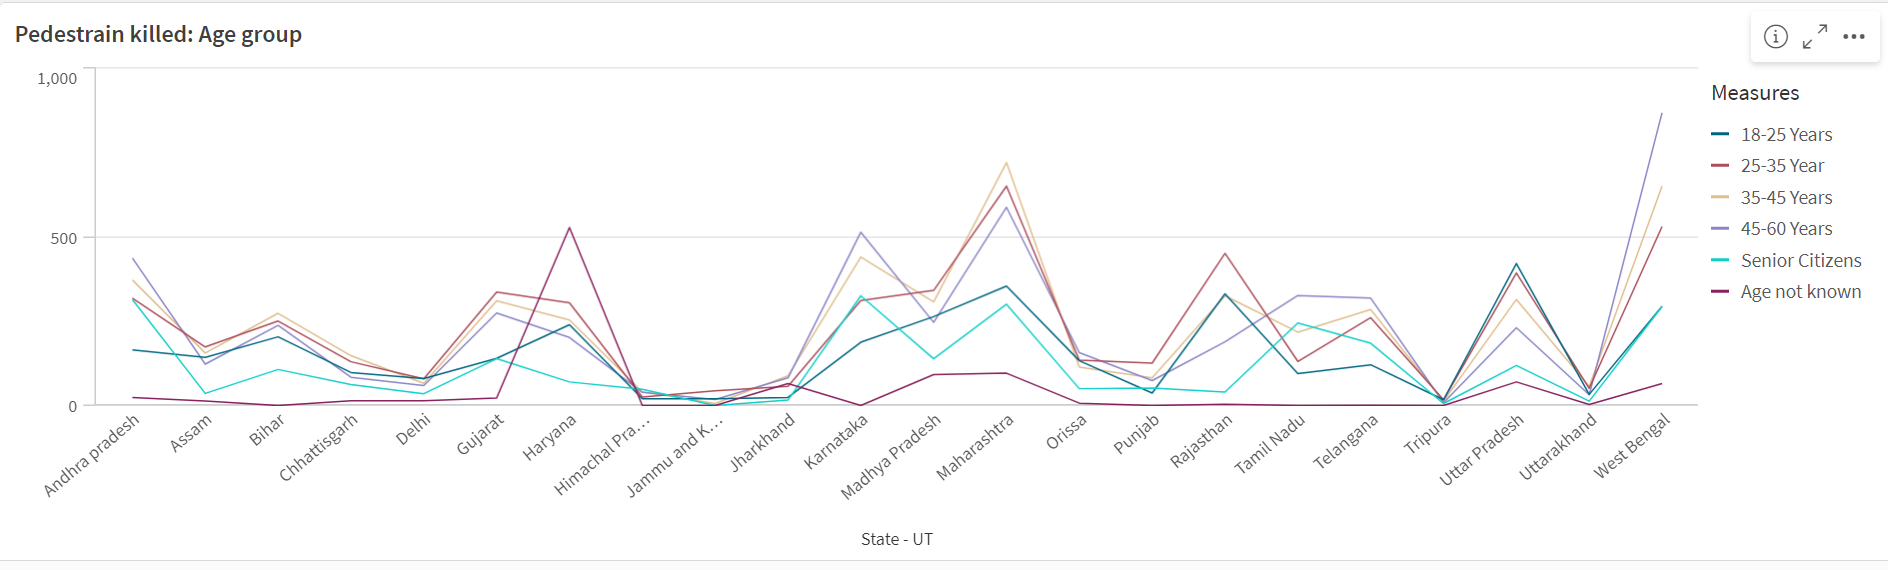 Pedestrain killed: Age group
1,000
500
0
Andhra pradesh
Assam
Bihar
Chhattisgarh
Delhi
Gujarat
Haryana
Himachal Pra...
Jammu and K...
Jharkhand
Karnataka
Madhya Pradesh
Maharashtra
Orissa
Punjab
Rajasthan
Tamil Nadu
Telangana
Tripura
Uttar Pradesh
Uttarakhand
West Bengal
State - UT
Measures
18-25 Years
25-35 Year
35-45 Years
45-60 Years
Senior Citizens
Age not known